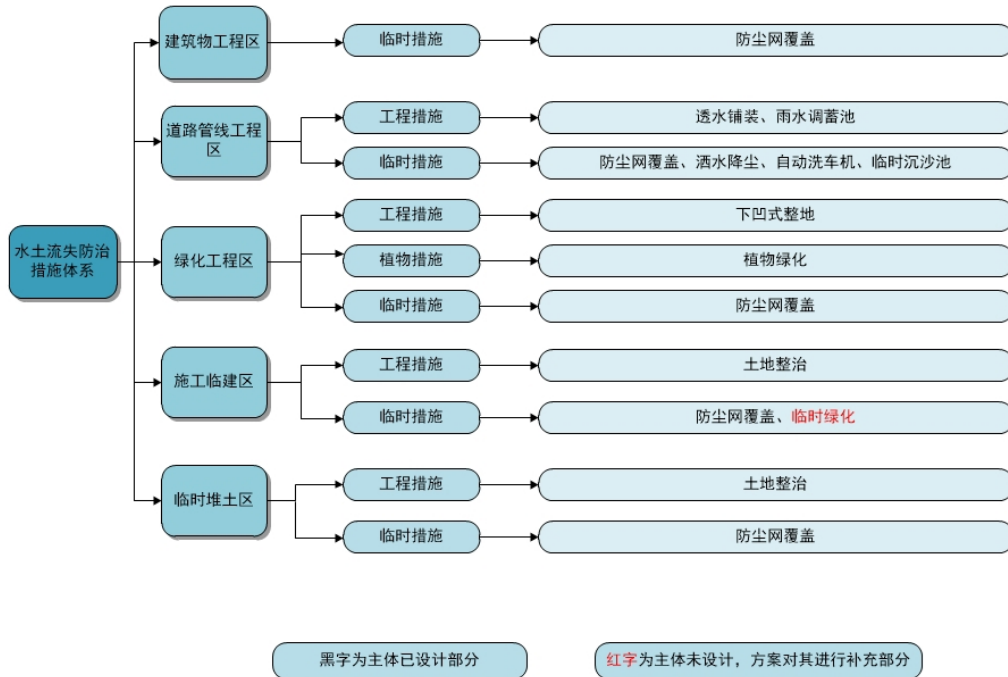 建筑物工程区
临时措施
防尘网覆盖
道路管线工程
区
工程措施
透水铺装、雨水调蓄池
临时措施
防尘网覆盖、洒水降尘、自动洗车机、临时沉沙池
水土流失防治
措施体系
绿化工程区
工程措施
下凹式整地
植物措施
植物绿化
临时措施
防尘网覆盖
施工临建区
工程措施
土地整治
临时措施
防尘网覆盖、临时绿化
临时堆土区
工程措施
土地整治
临时措施
防尘网覆盖
黑字为主体已设计部分
红字为主体未设计，方案对其进行补充部分